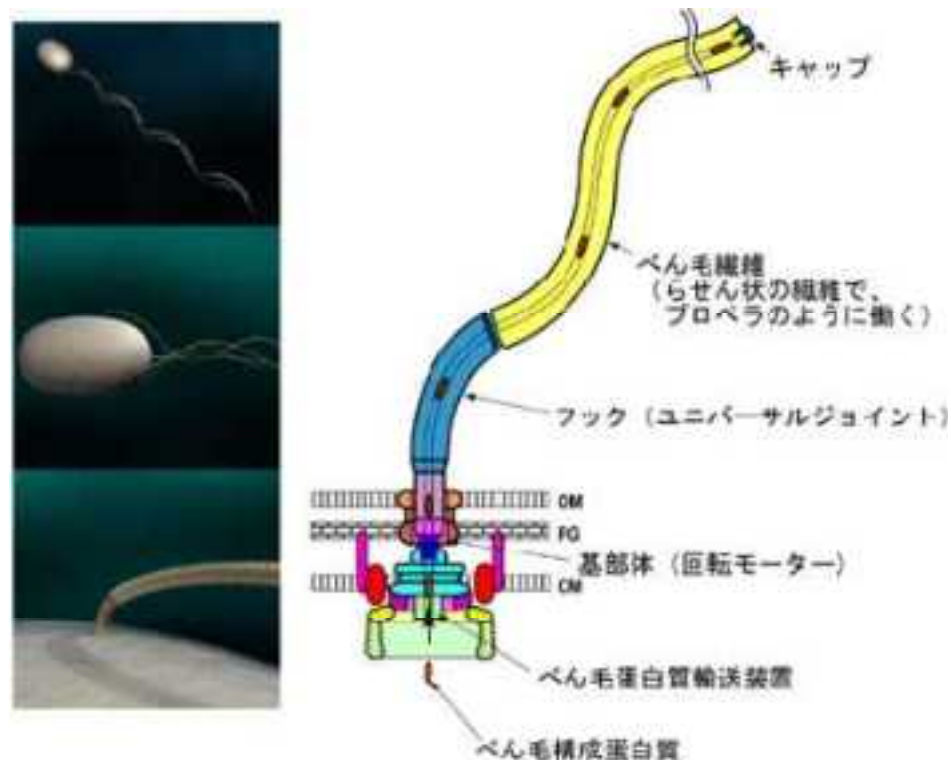 キャップ
べん毛繊維
(らせん状の繊維で、
プロペラのように働く)
フック (ユニバーサルジョイント)
OM
PG
基部体 (回転モーター)
CM
べん毛蛋白質輸送装置
べん毛構成蛋白質